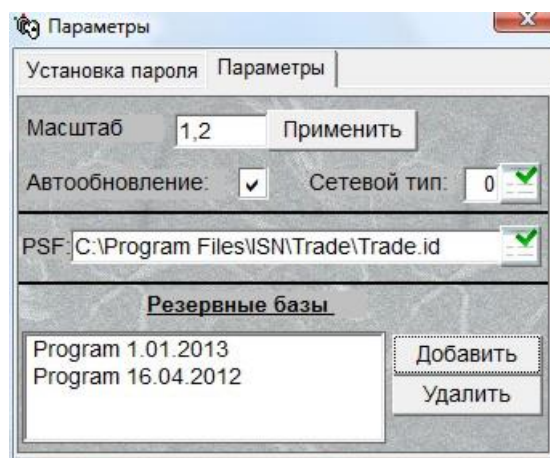 Параметры
Установка пароля Параметры
Масштаб 1,2 Применить
Автообновление: Сетевой тип: 0
PSF: C:\Program Files\ISN\Trade\Trade.id
Резервные базы
Program 1.01.2013
Program 16.04.2012
Добавить
Удалить